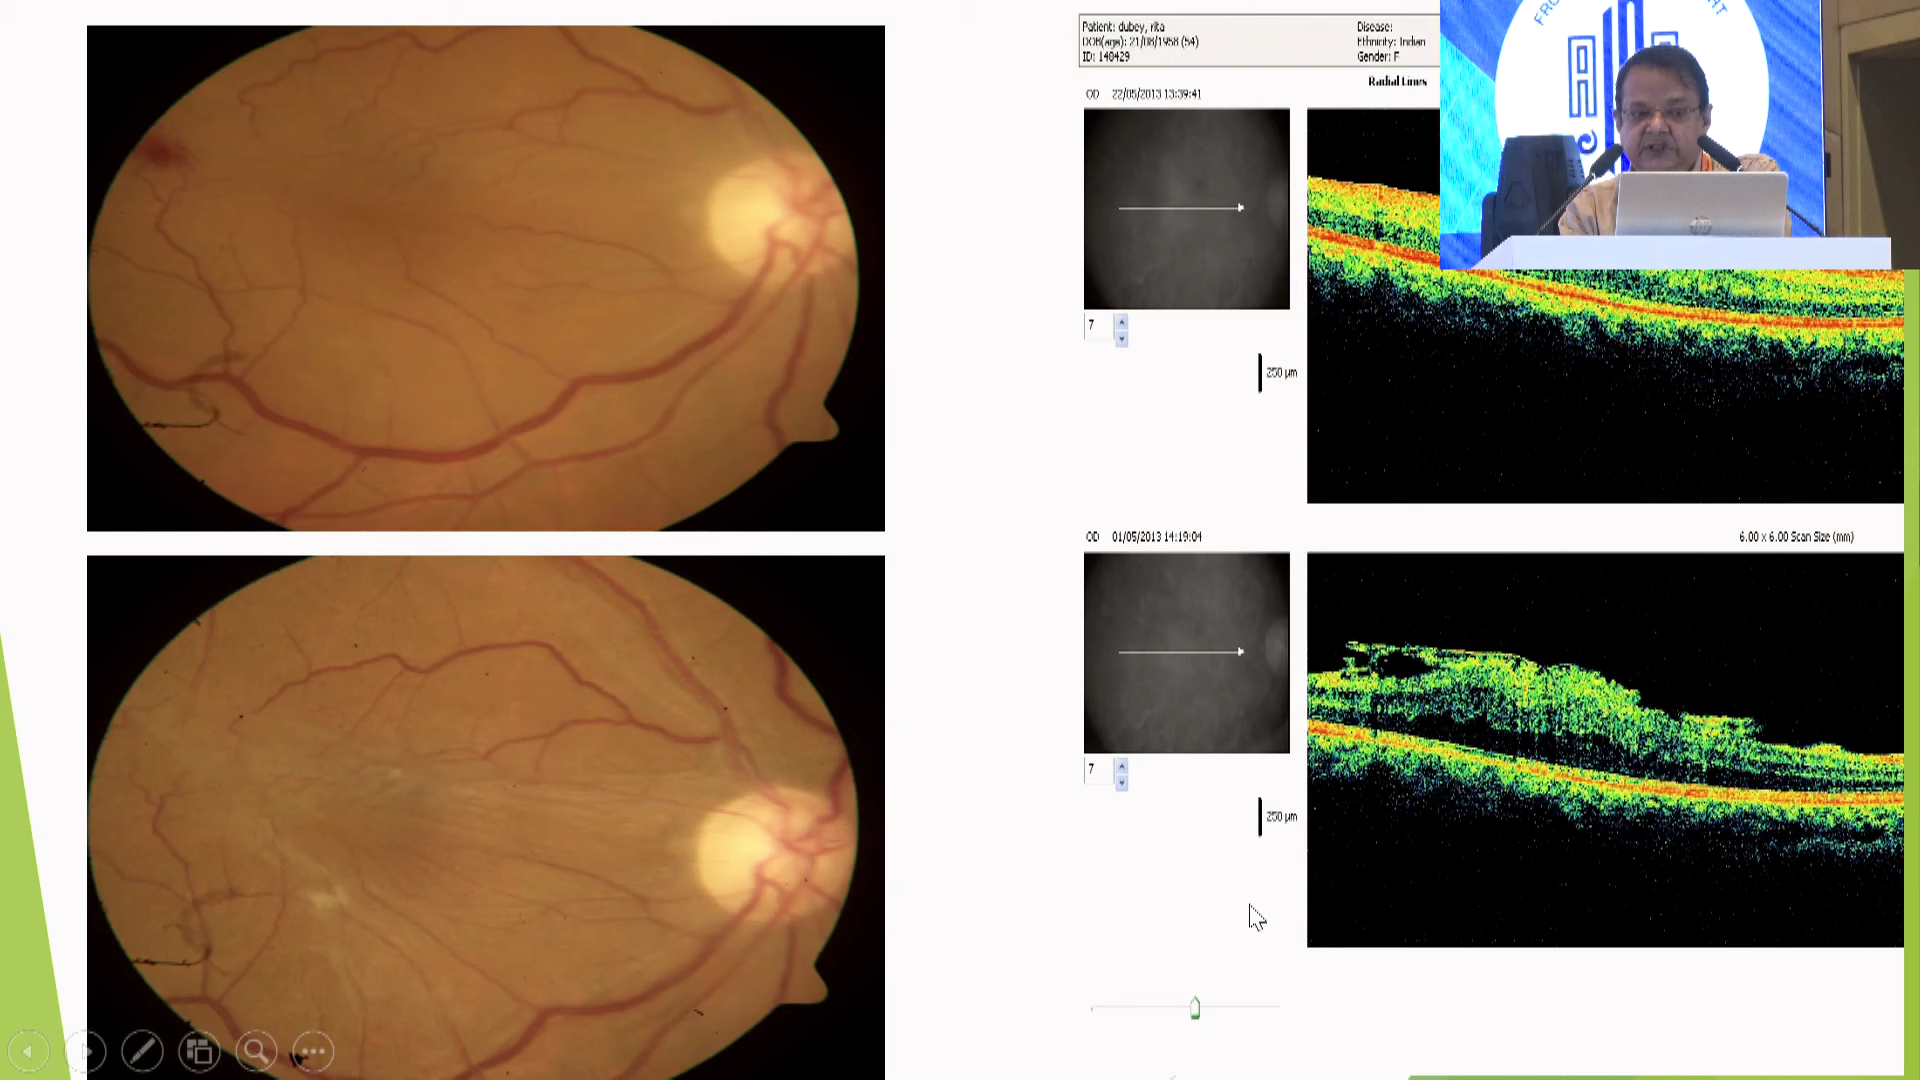 Patient: dubey, rita
DOB(age): 21/08/1958 (54)
ID: 148429
Disease:
Ethnicity: Indian
Gender: F
Radial Lines
OD 22/05/2013 13:39:41
7
250 µm
OD 01/05/2013 14:19:04
6.00 x 6.00 Scan Size (mm)
7
250 µm